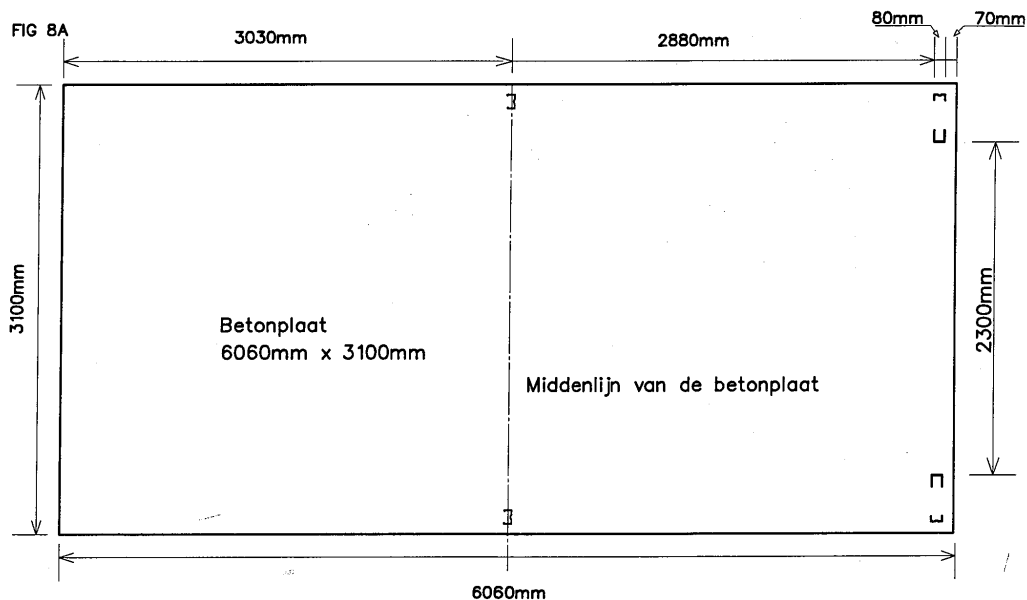 FIG 8A
3030mm
2880mm
80mm
70mm
3100mm
2300mm
Betonplaat
6060mm x 3100mm
Middenlijn van de betonplaat
6060mm